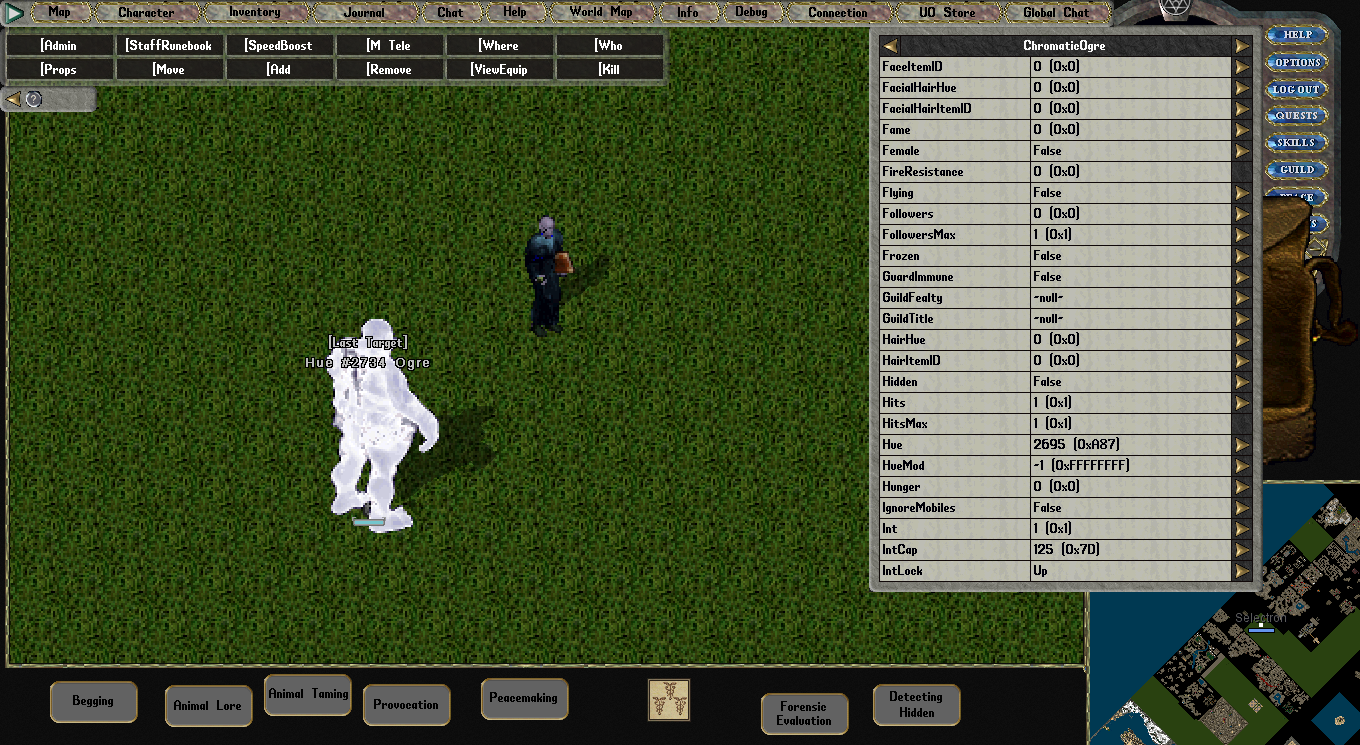 Map Character Inventory Journal Chat Help World Map Info Debug Connection UO Store Global Chat
[Admin [StaffRunebook [SpeedBoost [M Tele [Where [Who
[Props [Move [Add [Remove [ViewEquip [Kill
?
ChromaticOgre
FaceItemID 0 (0x0)
FacialHairHue 0 (0x0)
FacialHairItemID 0 (0x0)
Fame 0 (0x0)
Female False
FireResistance 0 (0x0)
Flying False
Followers 0 (0x0)
FollowersMax 1 (0x1)
Frozen False
GuardImmune False
GuildFealty -null-
GuildTitle -null-
HairHue 0 (0x0)
HairItemID 0 (0x0)
Hidden False
Hits 1 (0x1)
HitsMax 1 (0x1)
Hue 2695 (0xA87)
HueMod -1 (0xFFFFFFFF)
Hunger 0 (0x0)
IgnoreMobiles False
Int 1 (0x1)
IntCap 125 (0x7D)
IntLock Up
HELP
OPTIONS
LOG OUT
QUESTS
SKILLS
GUILD
[Last Target]
Hue #2734 Ogre
Selectron
Begging
Animal Lore
Animal Taming
Provocation
Peacemaking
Forensic
Evaluation
Detecting
Hidden